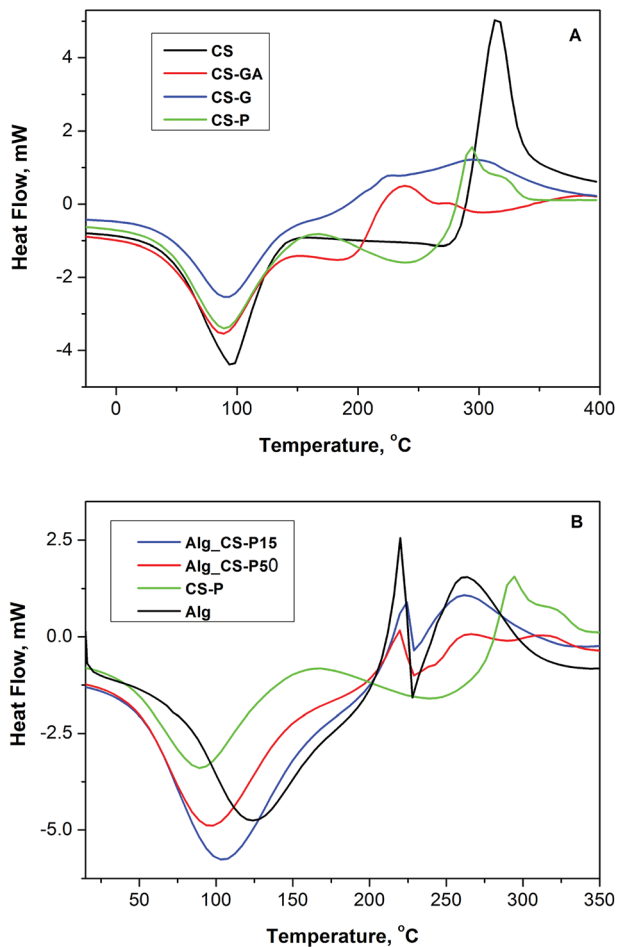 A
CS
CS-GA
CS-G
CS-P
4
2
0
-2
-4
Heat Flow, mW
0
100
200
300
400
Temperature, °C
B
Alg_CS-P15
Alg_CS-P50
CS-P
Alg
2.5
0.0
-2.5
-5.0
Heat Flow, mW
50
100
150
200
250
300
350
Temperature, °C